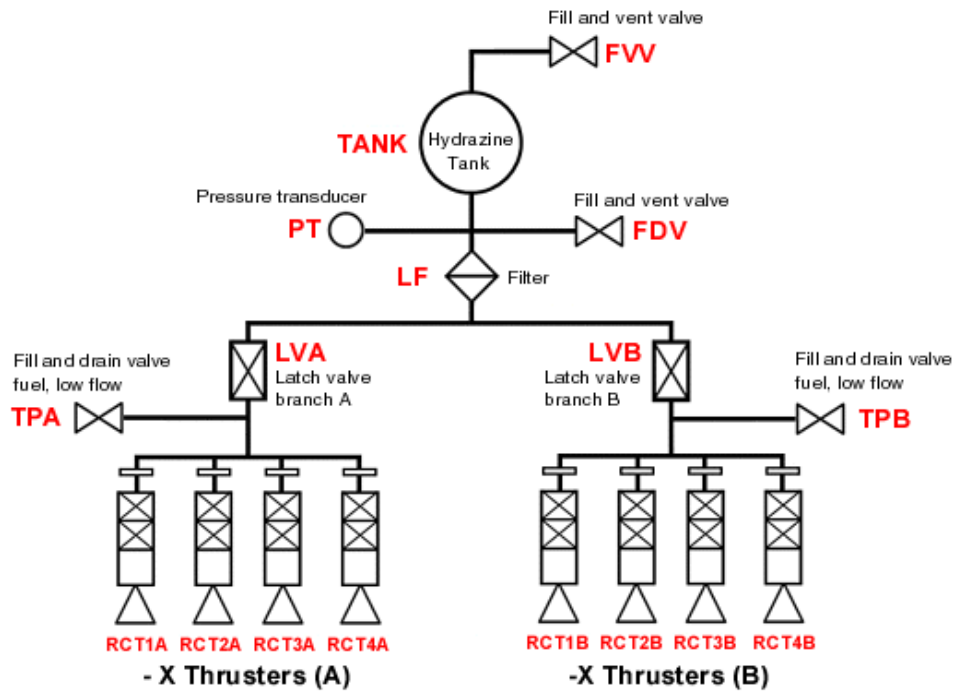 Fill and vent valve
FVV
TANK
Hydrazine
Tank
Pressure transducer
PT
Fill and vent valve
FDV
LF
Filter
LVA
Latch valve
branch A
LVB
Latch valve
branch B
Fill and drain valve
fuel, low flow
TPA
Fill and drain valve
fuel, low flow
TPB
RCT1A RCT2A RCT3A RCT4A
- X Thrusters (A)
RCT1B RCT2B RCT3B RCT4B
-X Thrusters (B)